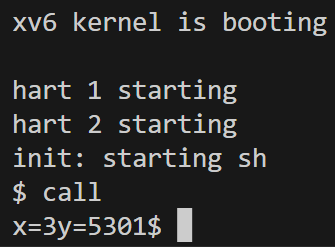 xv6 kernel is booting
hart 1 starting
hart 2 starting
init: starting sh
$ call
x=3y=5301$